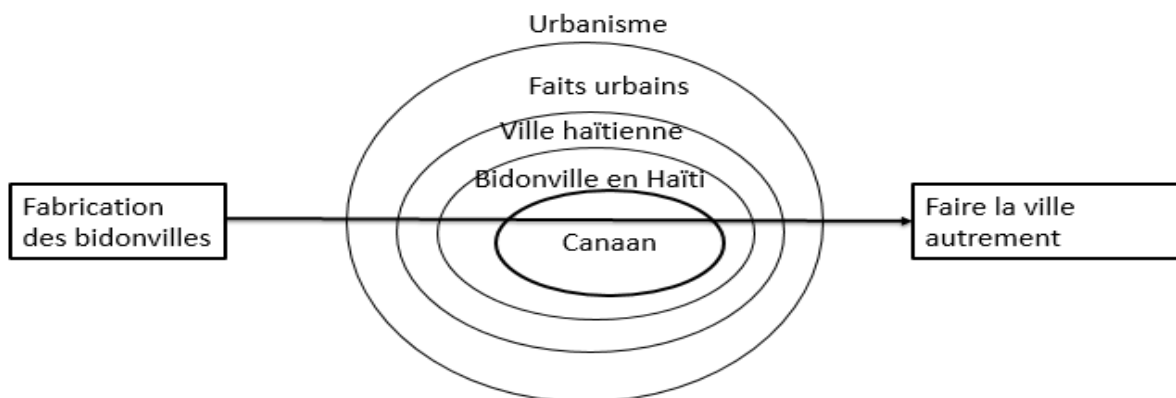 Urbanisme
Faits urbains
Ville haïtienne
Bidonville en Haïti
Fabrication
des bidonvilles
Canaan
Faire la ville
autrement